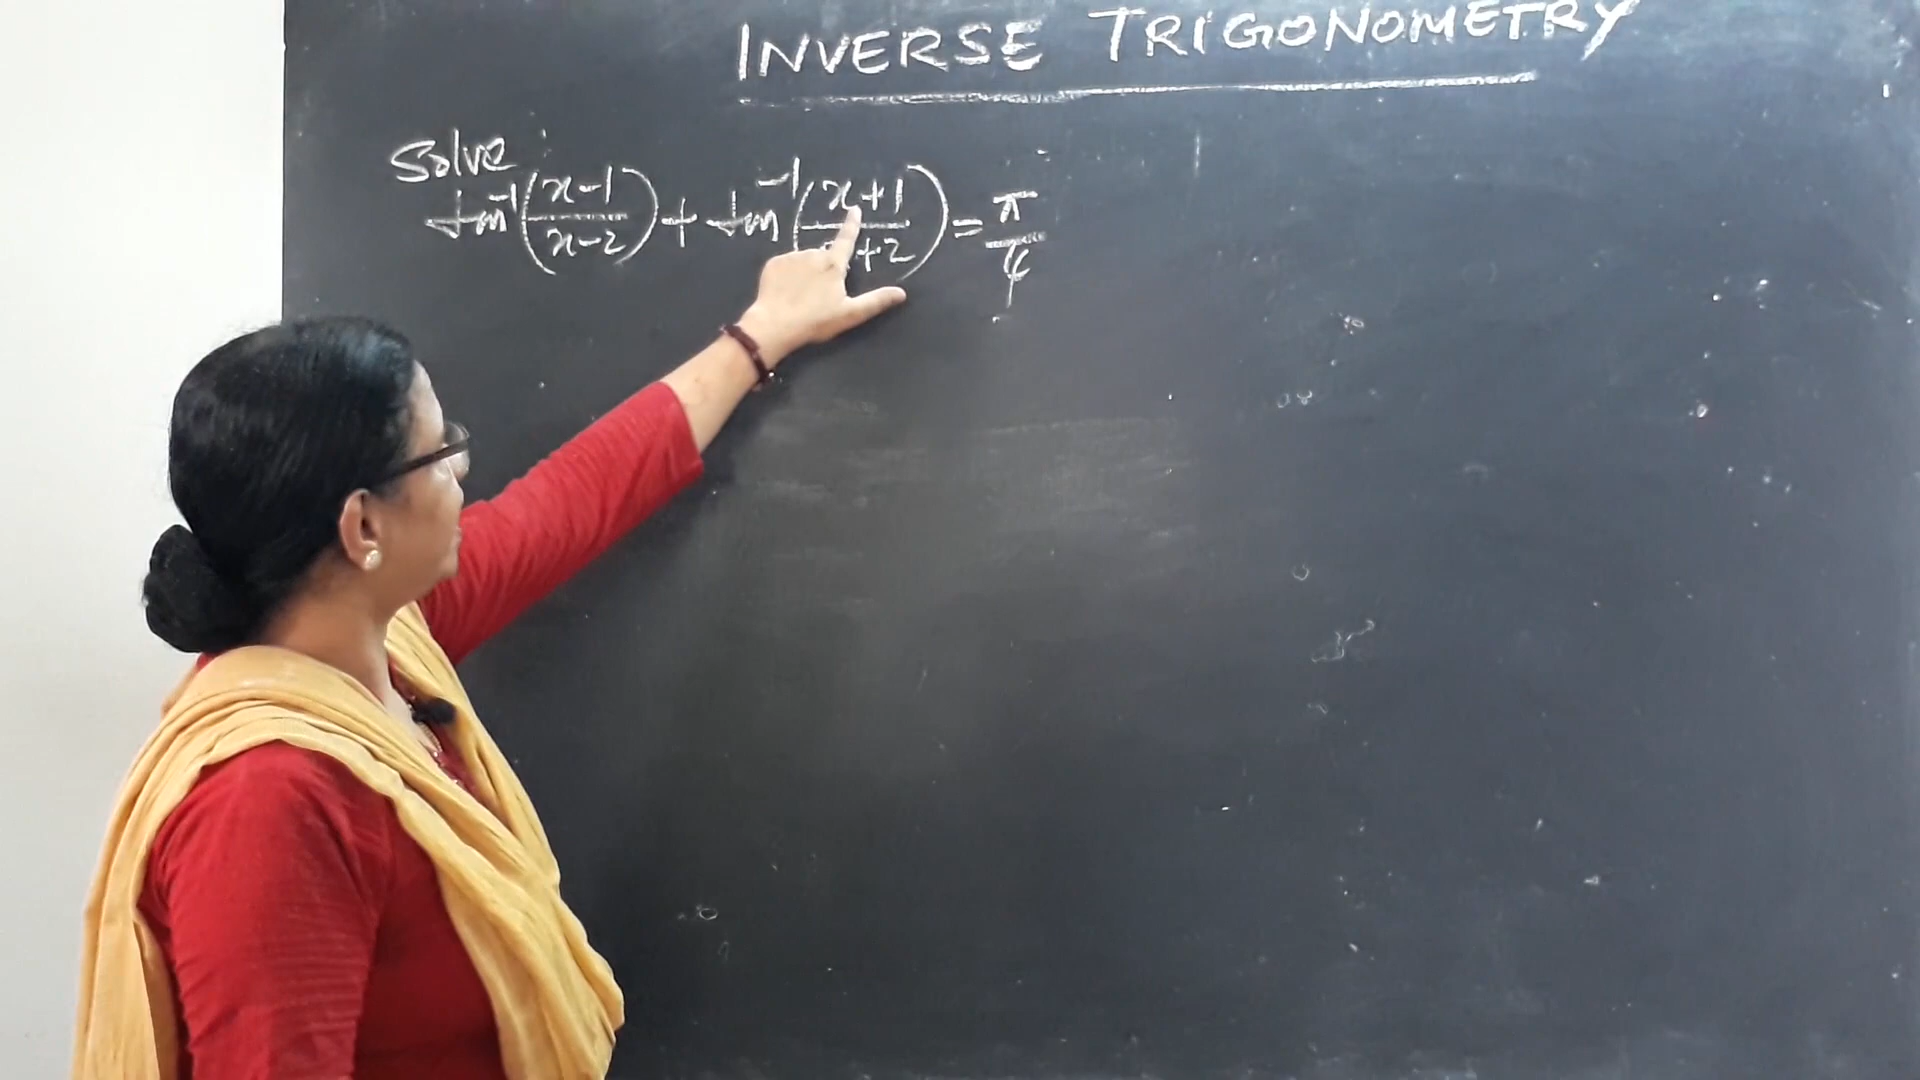 INVERSE TRIGONOMETRY
Solve :
tan⁻¹((x-1)/(x-2)) + tan⁻¹((x+1)/( +2)) = π/4